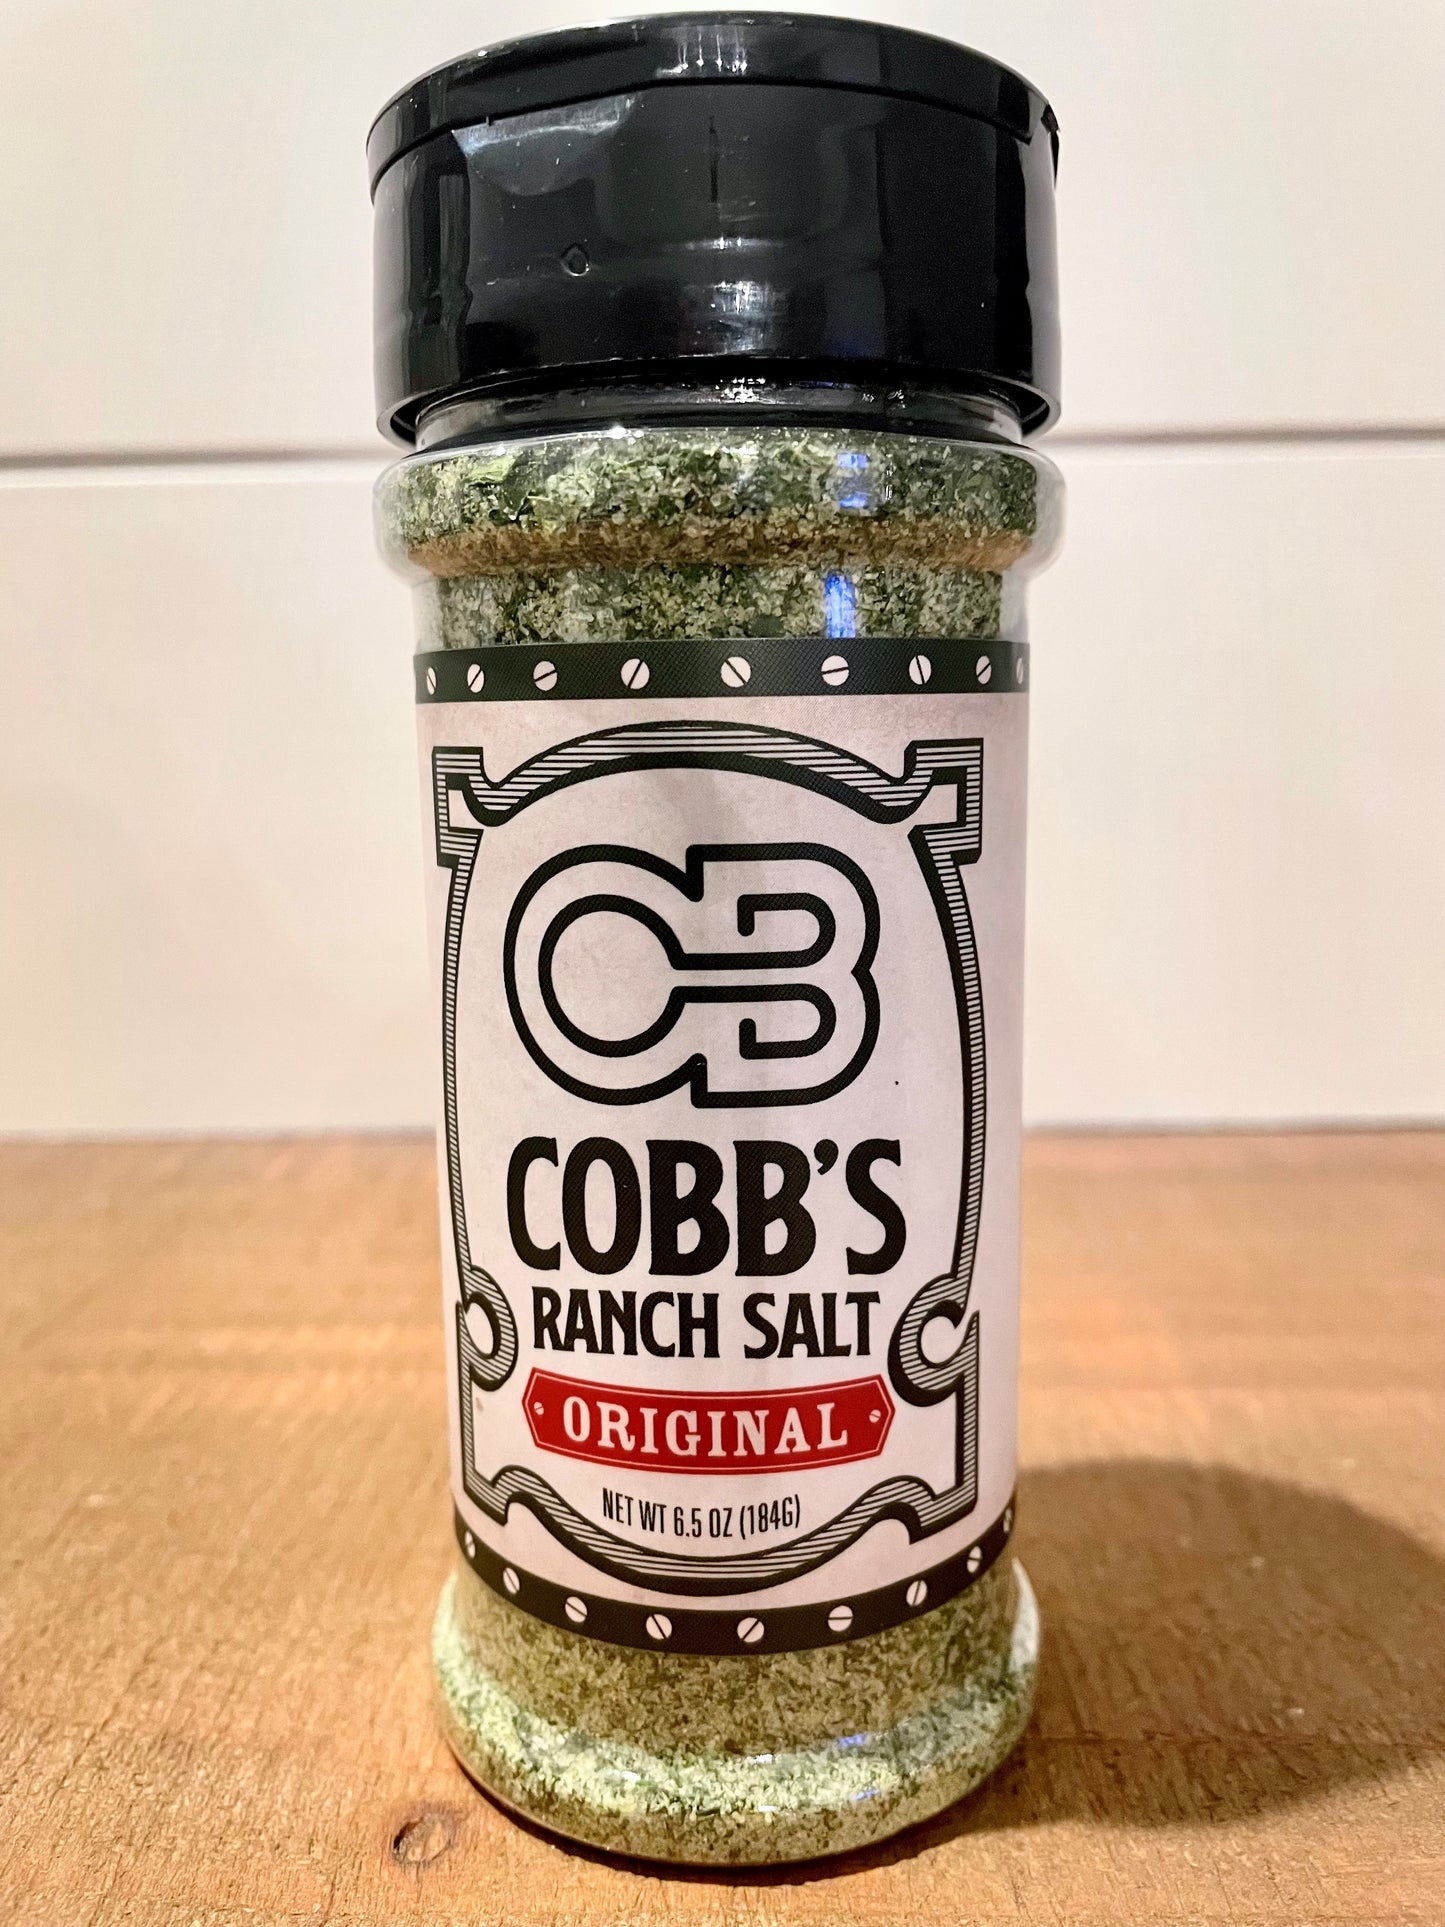 CB
COBB'S
RANCH SALT
ORIGINAL
NET WT 6.5 OZ (184G)